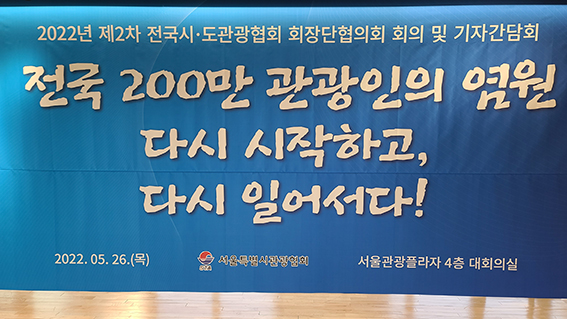 2022년 제2차 전국시·도관광협회 회장단협의회 회의 및 기자간담회
전국 200만 관광인의 염원
다시 시작하고,
다시 일어서다!
2022. 05. 26.(목)
STA 서울특별시관광협회
서울관광플라자 4층 대회의실